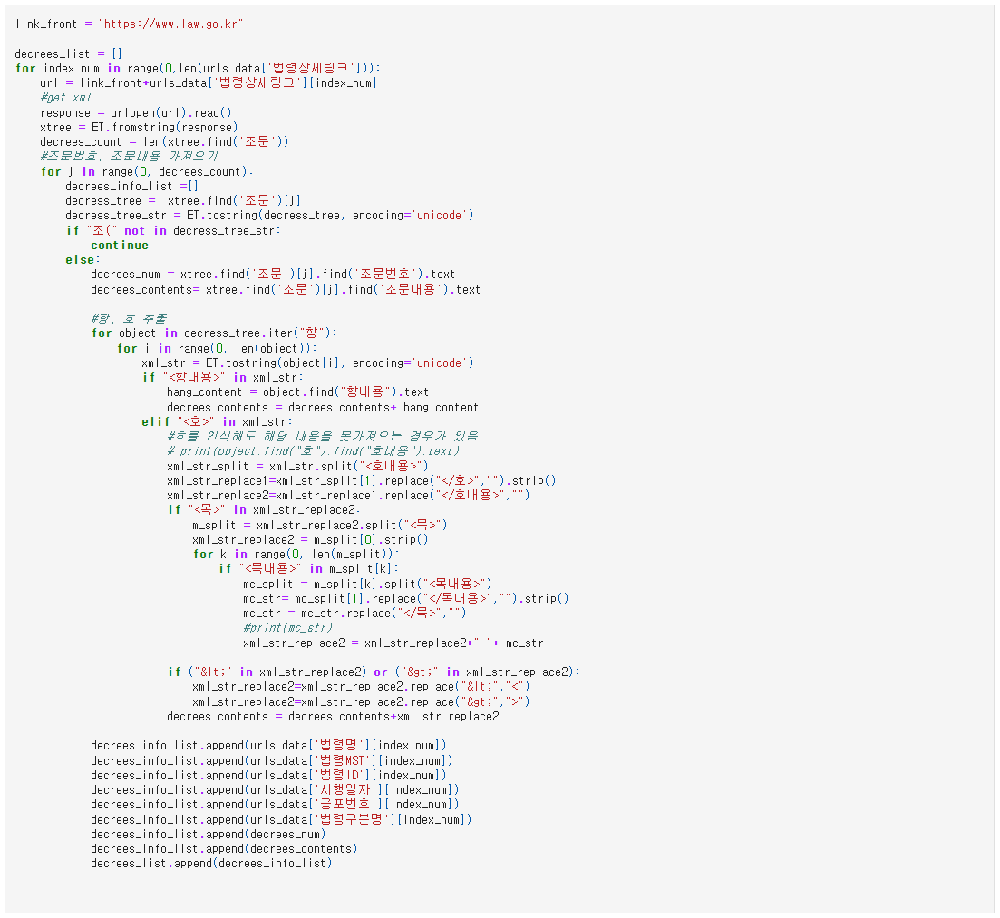 link_front = "https://www.law.go.kr"
decrees_list = []
for index_num in range(0,len(urls_data['법령상세링크'])):
    url = link_front+urls_data['법령상세링크'][index_num]
    #get xml
    response = urlopen(url).read()
    xtree = ET.fromstring(response)
    decrees_count = len(xtree.find('조문'))
    #조문번호, 조문내용 가져오기
    for j in range(0, decrees_count):
        decrees_info_list =[]
        decress_tree =  xtree.find('조문')[j]
        decress_tree_str = ET.tostring(decress_tree, encoding='unicode')
        if "조(" not in decress_tree_str:
            continue
        else:
            decrees_num = xtree.find('조문')[j].find('조문번호').text
            decrees_contents= xtree.find('조문')[j].find('조문내용').text
            #항, 호 추출
            for object in decress_tree.iter("항"):
                for i in range(0, len(object)):
                    xml_str = ET.tostring(object[i], encoding='unicode')
                    if "<항내용>" in xml_str:
                        hang_content = object.find("항내용").text
                        decrees_contents = decrees_contents+ hang_content
                    elif "<호>" in xml_str:
                        #호를 인식해도 해당 내용을 못가져오는 경우가 있음..
                        # print(object.find("호").find("호내용").text)
                        xml_str_split = xml_str.split("<호내용>")
                        xml_str_replace1=xml_str_split[1].replace("</호>","").strip()
                        xml_str_replace2=xml_str_replace1.replace("</호내용>","")
                        if "<목>" in xml_str_replace2:
                            m_split = xml_str_replace2.split("<목>")
                            xml_str_replace2 = m_split[0].strip()
                            for k in range(0, len(m_split)):
                                if "<목내용>" in m_split[k]:
                                    mc_split = m_split[k].split("<목내용>")
                                    mc_str= mc_split[1].replace("</목내용>","").strip()
                                    mc_str = mc_str.replace("</목>","")
                                    #print(mc_str)
                                    xml_str_replace2 = xml_str_replace2+" "+ mc_str
                        if ("&lt;" in xml_str_replace2) or ("&gt;" in xml_str_replace2):
                            xml_str_replace2=xml_str_replace2.replace("&lt;","<")
                            xml_str_replace2=xml_str_replace2.replace("&gt;",">")
                        decrees_contents = decrees_contents+xml_str_replace2
            decrees_info_list.append(urls_data['법령명'][index_num])
            decrees_info_list.append(urls_data['법령MST'][index_num])
            decrees_info_list.append(urls_data['법령ID'][index_num])
            decrees_info_list.append(urls_data['시행일자'][index_num])
            decrees_info_list.append(urls_data['공포번호'][index_num])
            decrees_info_list.append(urls_data['법령구분명'][index_num])
            decrees_info_list.append(decrees_num)
            decrees_info_list.append(decrees_contents)
            decrees_list.append(decrees_info_list)